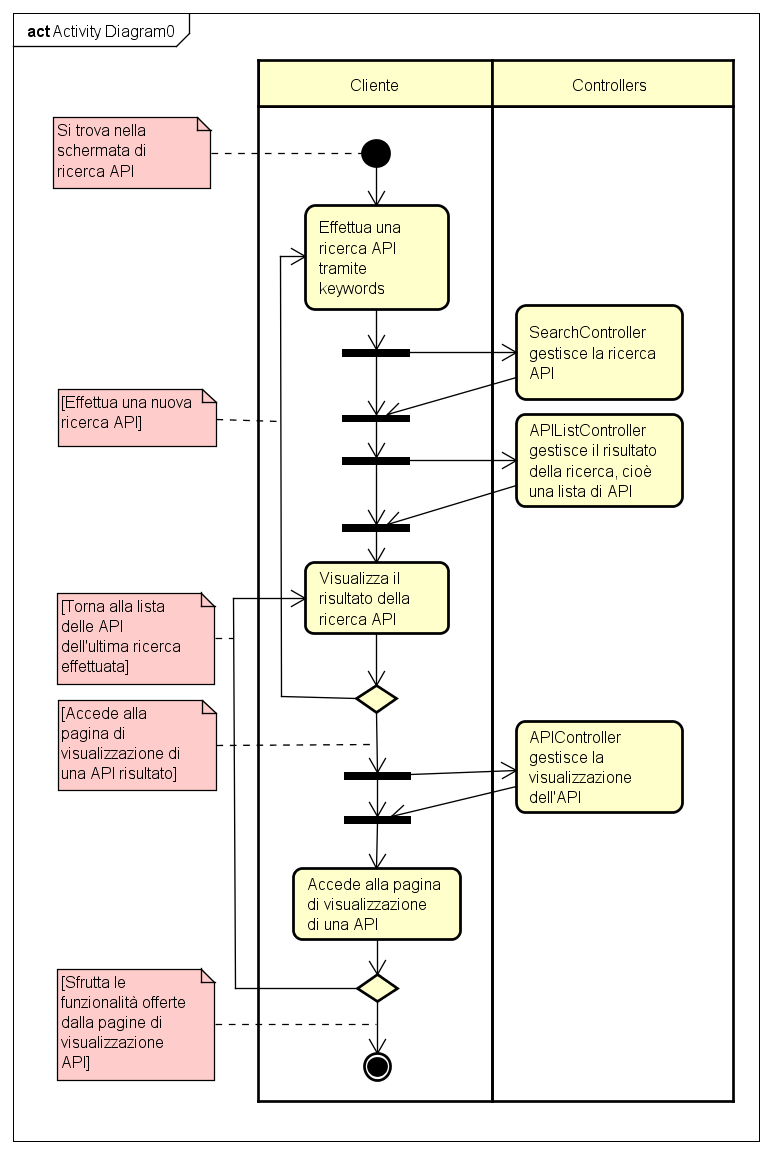 act Activity Diagram0
Cliente
Controllers
Si trova nella
schermata di
ricerca API
Effettua una
ricerca API
tramite
keywords
SearchController
gestisce la ricerca
API
[Effettua una nuova
ricerca API]
APIListController
gestisce il risultato
della ricerca, cioè
una lista di API
Visualizza il
risultato della
ricerca API
[Torna alla lista
delle API
dell'ultima ricerca
effettuata]
[Accede alla
pagina di
visualizzazione di
una API risultato]
APIController
gestisce la
visualizzazione
dell'API
Accede alla pagina
di visualizzazione
di una API
[Sfrutta le
funzionalità offerte
dalla pagine di
visualizzazione
API]